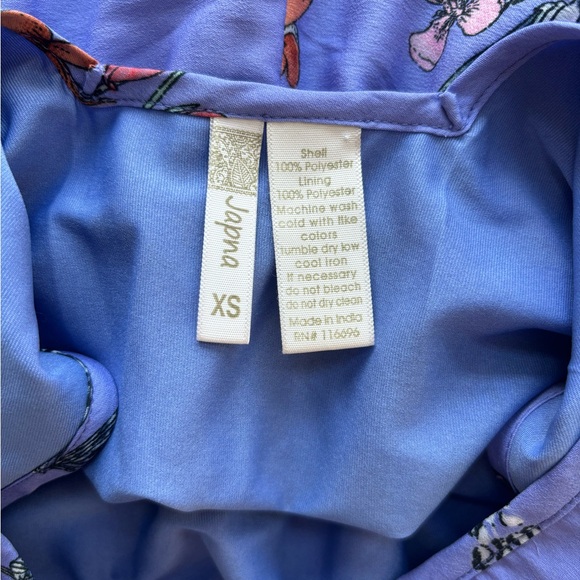 Japna
XS
Shell
100% Polyester
Lining
100% Polyester
Machine wash
cold with like
colors
tumble dry low
cool iron
if necessary
do not bleach
do not dry clean
Made in India
RN# 116696